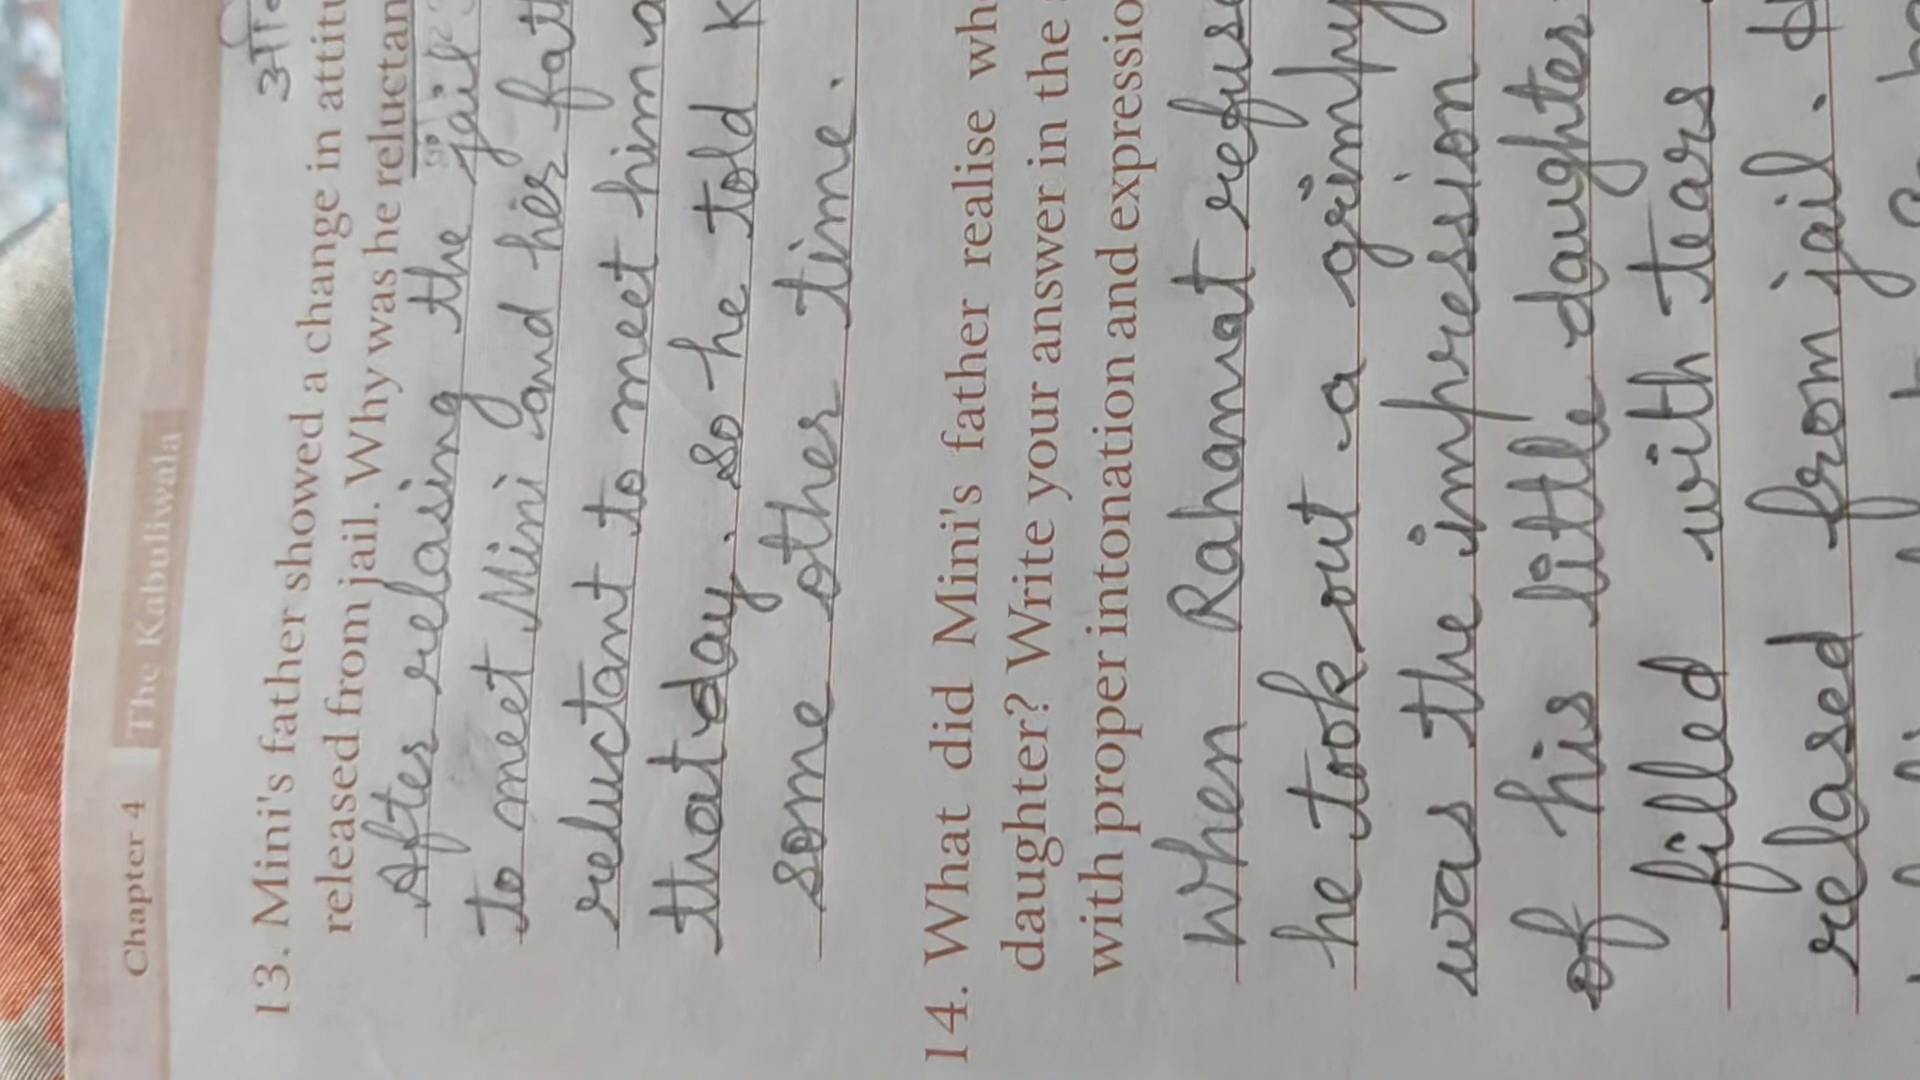 Chapter 4 The Kabuliwala
13. Mini's father showed a change in attitu
released from jail. Why was he reluctan
After relasing the jail
to meet Mini and her fat
reluctant to meet him
that day. so he told K
some other time.
14. What did Mini's father realise wh
daughter? Write your answer in the
with proper intonation and expressio
When Rahamat refuse
he took out a grimpy
was the impression
of his little daughter
filled with tears
relased from jail.